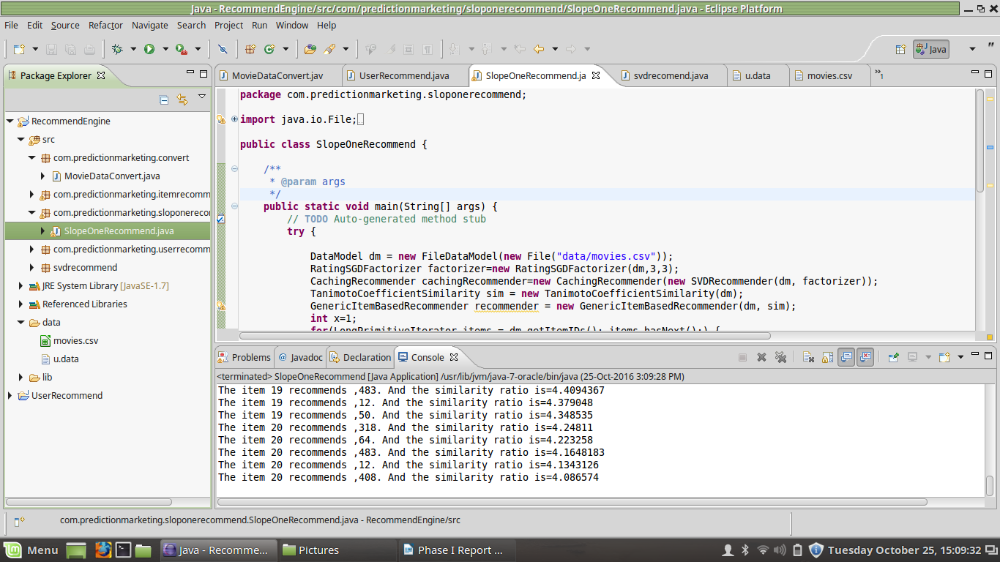 Java - RecommendEngine/src/com/predictionmarketing/sloponerecommend/SlopeOneRecommend.java - Eclipse Platform
File Edit Source Refactor Navigate Search Project Run Window Help
Java
Package Explorer
RecommendEngine
src
com.predictionmarketing.convert
MovieDataConvert.java
com.predictionmarketing.itemrecomm
com.predictionmarketing.sloponerecor
SlopeOneRecommend.java
com.predictionmarketing.userrecomm
svdrecommend
JRE System Library [JavaSE-1.7]
Referenced Libraries
data
movies.csv
u.data
lib
UserRecommend
MovieDataConvert.jav UserRecommend.java SlopeOneRecommend.ja svdrecomend.java u.data movies.csv »1
package com.predictionmarketing.sloponerecommend;
import java.io.File;
public class SlopeOneRecommend {
/**
* @param args
*/
public static void main(String[] args) {
// TODO Auto-generated method stub
try {
DataModel dm = new FileDataModel(new File("data/movies.csv"));
RatingSGDFactorizer factorizer=new RatingSGDFactorizer(dm,3,3);
CachingRecommender cachingRecommender=new CachingRecommender(new SVDRecommender(dm, factorizer));
TanimotoCoefficientSimilarity sim = new TanimotoCoefficientSimilarity(dm);
GenericItemBasedRecommender recommender = new GenericItemBasedRecommender(dm, sim);
int x=1;
for(LongPrimitiveIterator items = dm.getItemIDs(); items.hasNext();) {
Problems @ Javadoc Declaration Console
<terminated> SlopeOneRecommend [Java Application] /usr/lib/jvm/java-7-oracle/bin/java (25-Oct-2016 3:09:28 PM)
The item 19 recommends ,483. And the similarity ratio is=4.4094367
The item 19 recommends ,12. And the similarity ratio is=4.379048
The item 19 recommends ,50. And the similarity ratio is=4.348535
The item 20 recommends ,318. And the similarity ratio is=4.24811
The item 20 recommends ,64. And the similarity ratio is=4.223258
The item 20 recommends ,483. And the similarity ratio is=4.1648183
The item 20 recommends ,12. And the similarity ratio is=4.1343126
The item 20 recommends ,408. And the similarity ratio is=4.086574
com.predictionmarketing.sloponerecommend.SlopeOneRecommend.java - RecommendEngine/src
Menu Java - Recomme... Pictures Phase I Report ... Tuesday October 25, 15:09:32